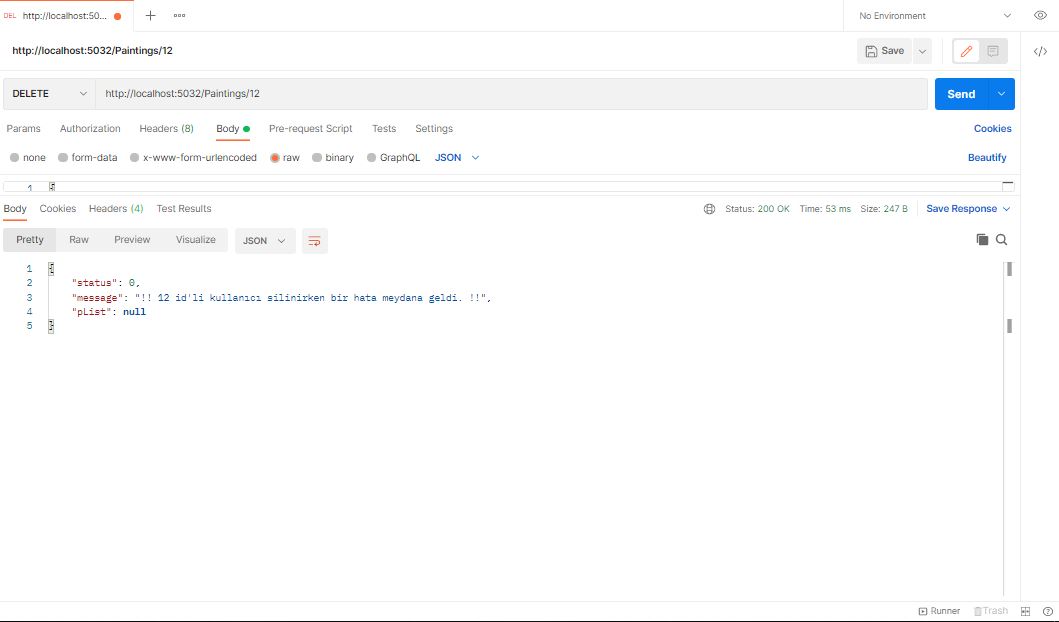 DEL http://localhost:50... No Environment
http://localhost:5032/Paintings/12 Save
DELETE http://localhost:5032/Paintings/12 Send
Params Authorization Headers (8) Body Pre-request Script Tests Settings Cookies
none form-data x-www-form-urlencoded raw binary GraphQL JSON Beautify
1 {
Body Cookies Headers (4) Test Results Status: 200 OK Time: 53 ms Size: 247 B Save Response
Pretty Raw Preview Visualize JSON
1 {
2 "status": 0,
3 "message": "!! 12 id'li kullanıcı silinirken bir hata meydana geldi. !!",
4 "pList": null
5 }
Runner Trash